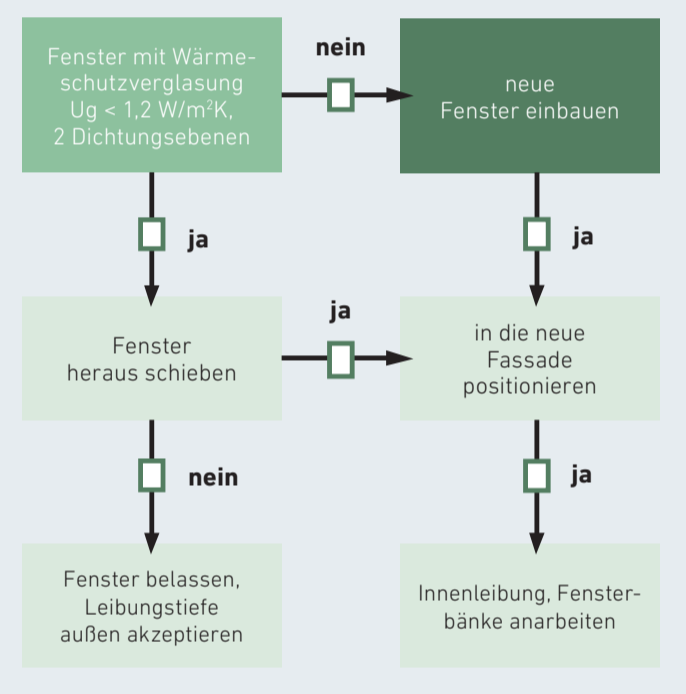 Fenster mit Wärme-
schutzverglasung
Ug < 1,2 W/m²K,
2 Dichtungsebenen
nein
neue
Fenster einbauen
ja
ja
Fenster
heraus schieben
ja
in die neue
Fassade
positionieren
nein
ja
Fenster belassen,
Leibungstiefe
außen akzeptieren
Innenleibung, Fenster-
bänke anarbeiten